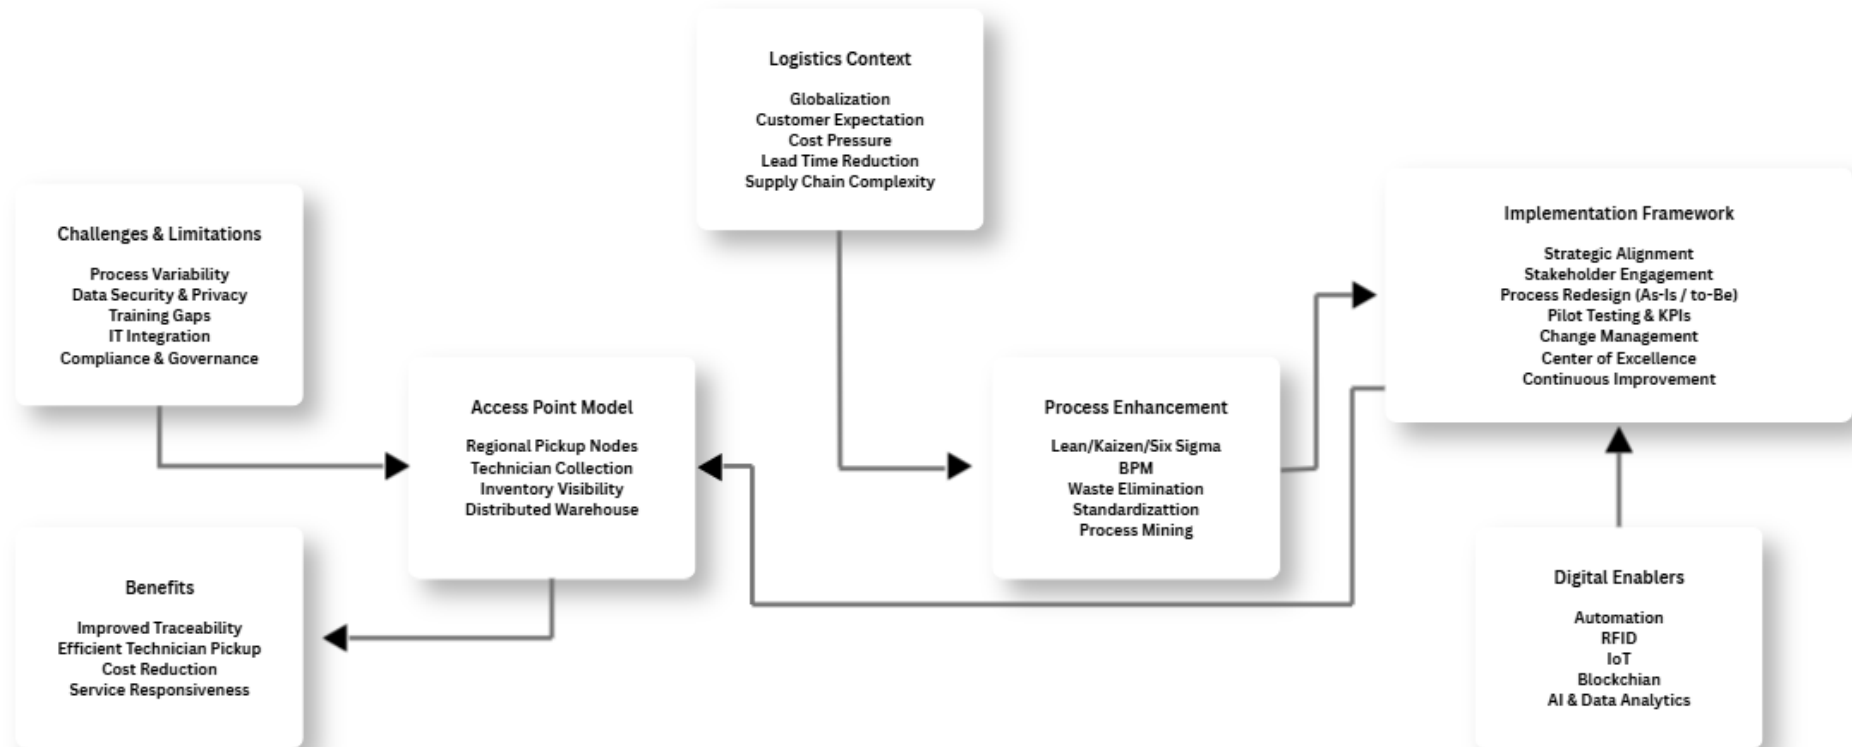 Logistics Context
Globalization
Customer Expectation
Cost Pressure
Lead Time Reduction
Supply Chain Complexity
Challenges & Limitations
Process Variability
Data Security & Privacy
Training Gaps
IT Integration
Compliance & Governance
Implementation Framework
Strategic Alignment
Stakeholder Engagement
Process Redesign (As-Is / to-Be)
Pilot Testing & KPIs
Change Management
Center of Excellence
Continuous Improvement
Access Point Model
Regional Pickup Nodes
Technician Collection
Inventory Visibility
Distributed Warehouse
Process Enhancement
Lean/Kaizen/Six Sigma
BPM
Waste Elimination
Standardizattion
Process Mining
Benefits
Improved Traceability
Efficient Technician Pickup
Cost Reduction
Service Responsiveness
Digital Enablers
Automation
RFID
IoT
Blockchian
AI & Data Analytics